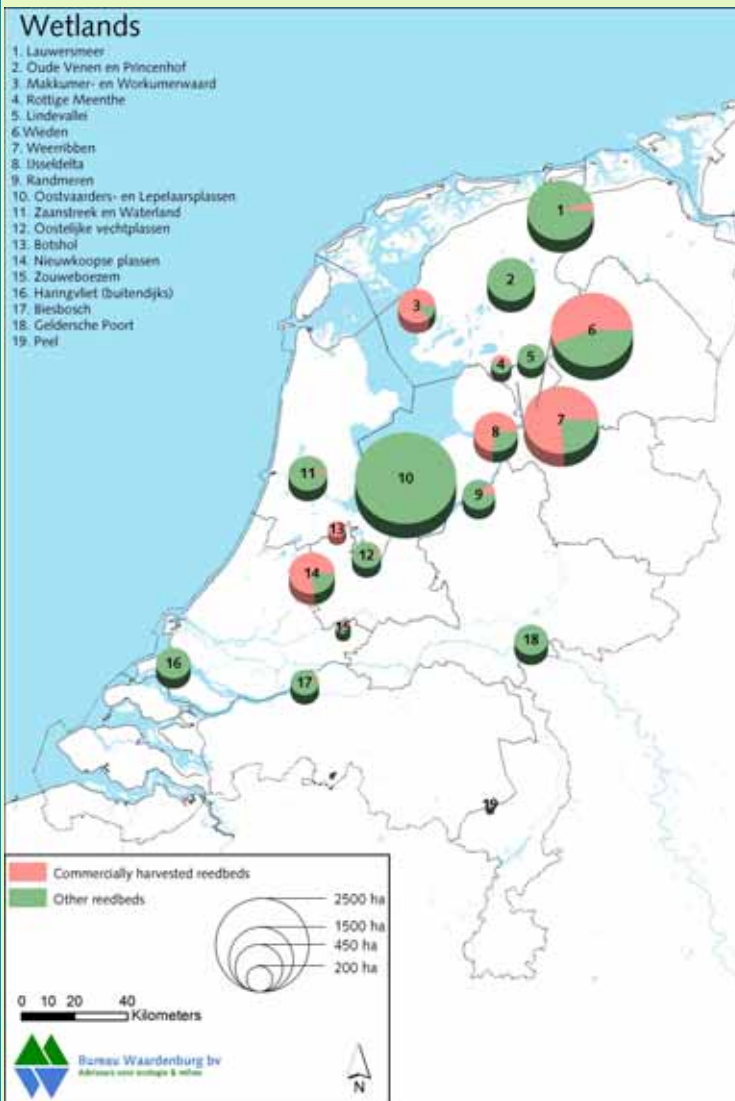 Wetlands
1. Lauwersmeer
2. Oude Venen en Princenhof
3. Makkumer- en Workumerwaard
4. Rottige Meenthe
5. Lindevallei
6.Wieden
7. Weerribben
8. IJsseldelta
9. Randmeren
10. Oostvaarders- en Lepelaarsplassen
11. Zaanstreek en Waterland
12. Oostelijke vechtplassen
13. Botshol
14. Nieuwkoopse plassen
15. Zouweboezem
16. Haringvliet (buitendijks)
17. Biesbosch
18. Geldersche Poort
19. Peel
1
2
3
6
5
4
7
8
11
10
9
13
12
14
15
18
16
17
19
Commercially harvested reedbeds
Other reedbeds
2500 ha
1500 ha
450 ha
200 ha
0 10 20 40
Kilometers
Bureau Waardenburg bv
Adviseurs voor ecologie & milieu
N